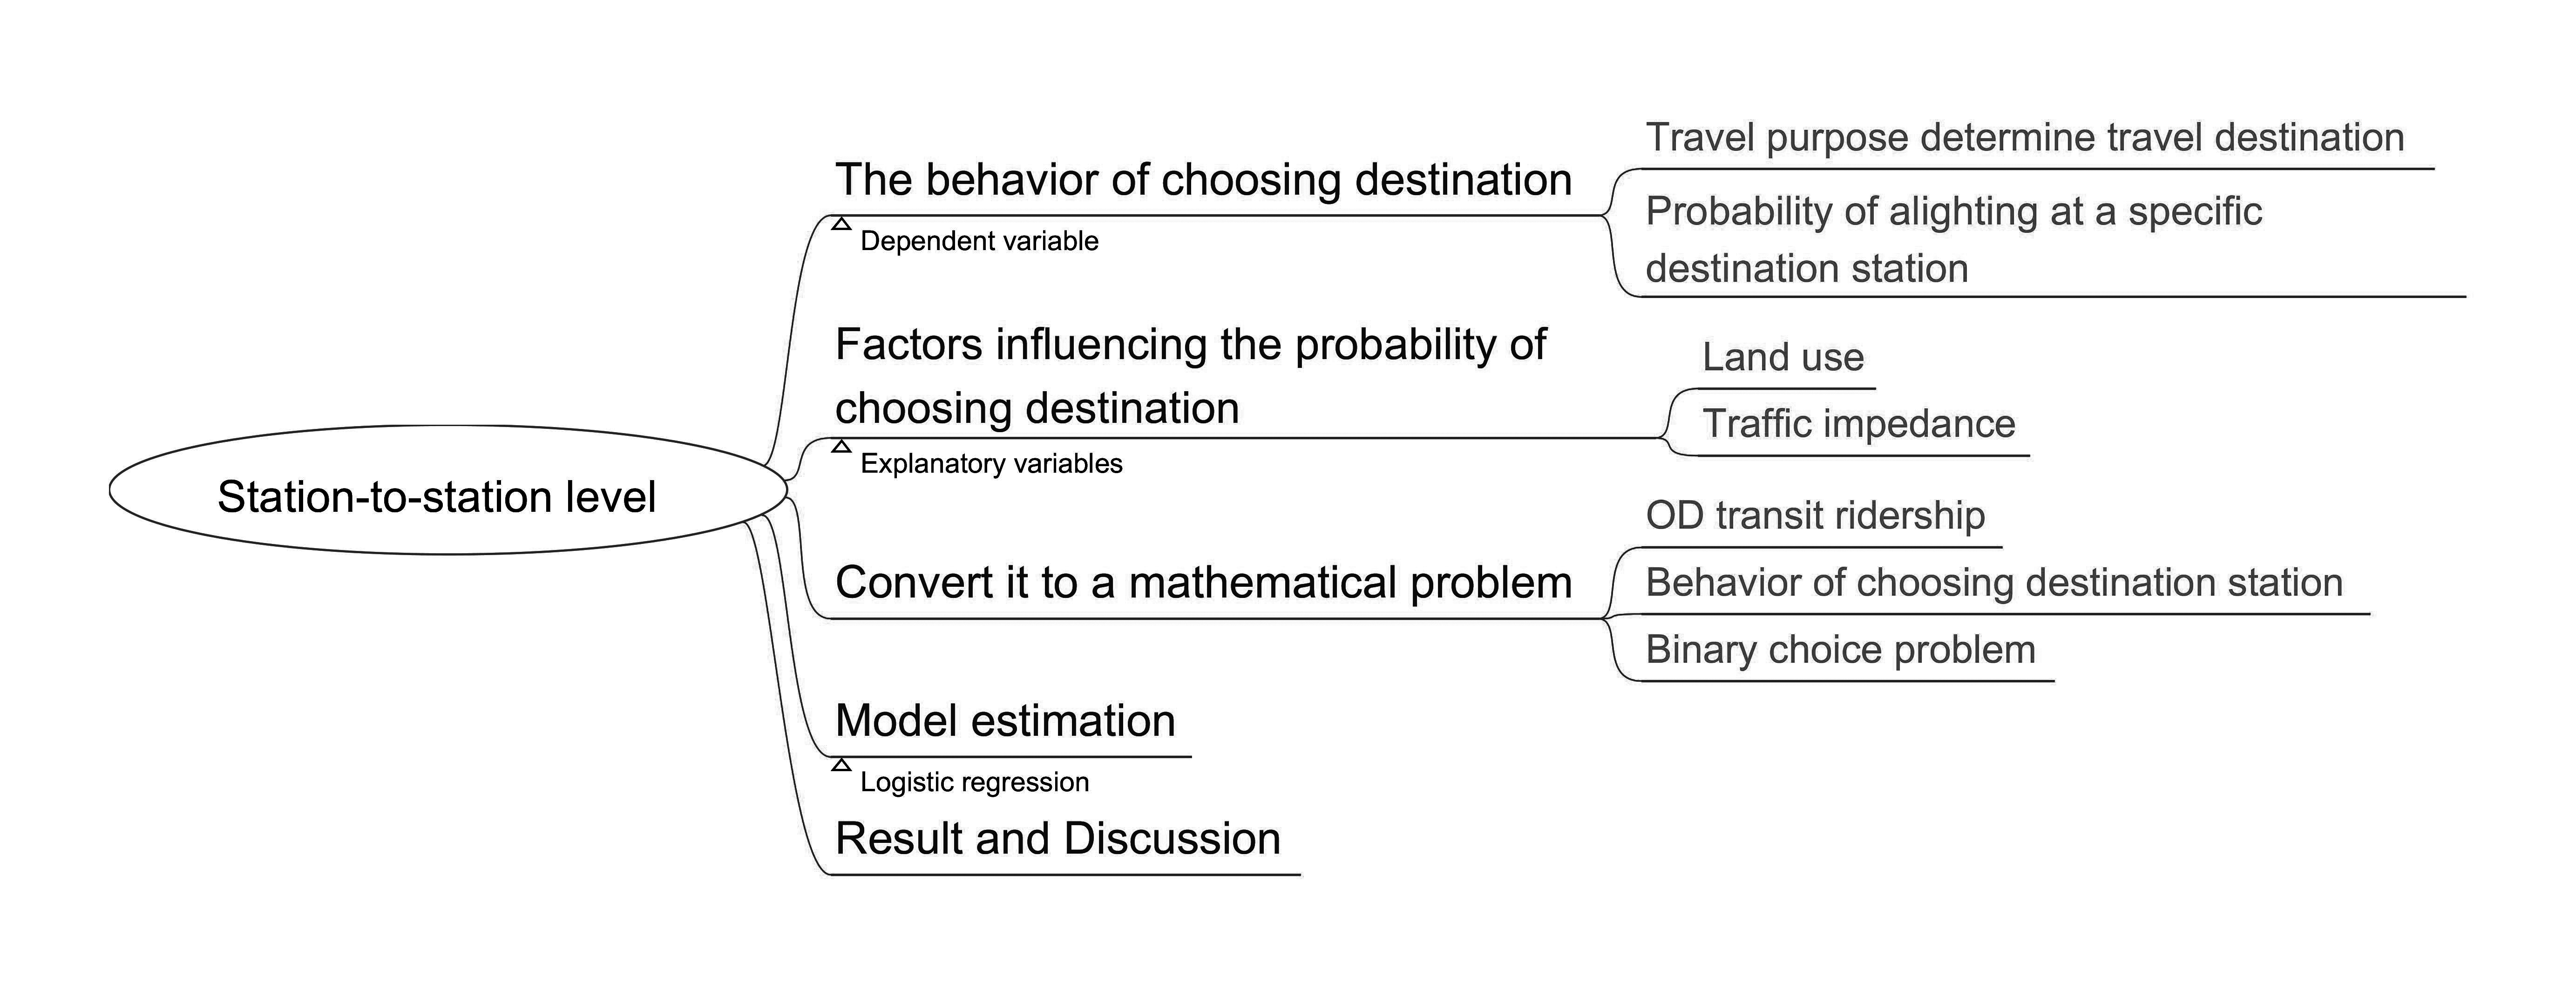 Station-to-station level
The behavior of choosing destination
Dependent variable
Travel purpose determine travel destination
Probability of alighting at a specific
destination station
Factors influencing the probability of
choosing destination
Explanatory variables
Land use
Traffic impedance
Convert it to a mathematical problem
OD transit ridership
Behavior of choosing destination station
Binary choice problem
Model estimation
Logistic regression
Result and Discussion